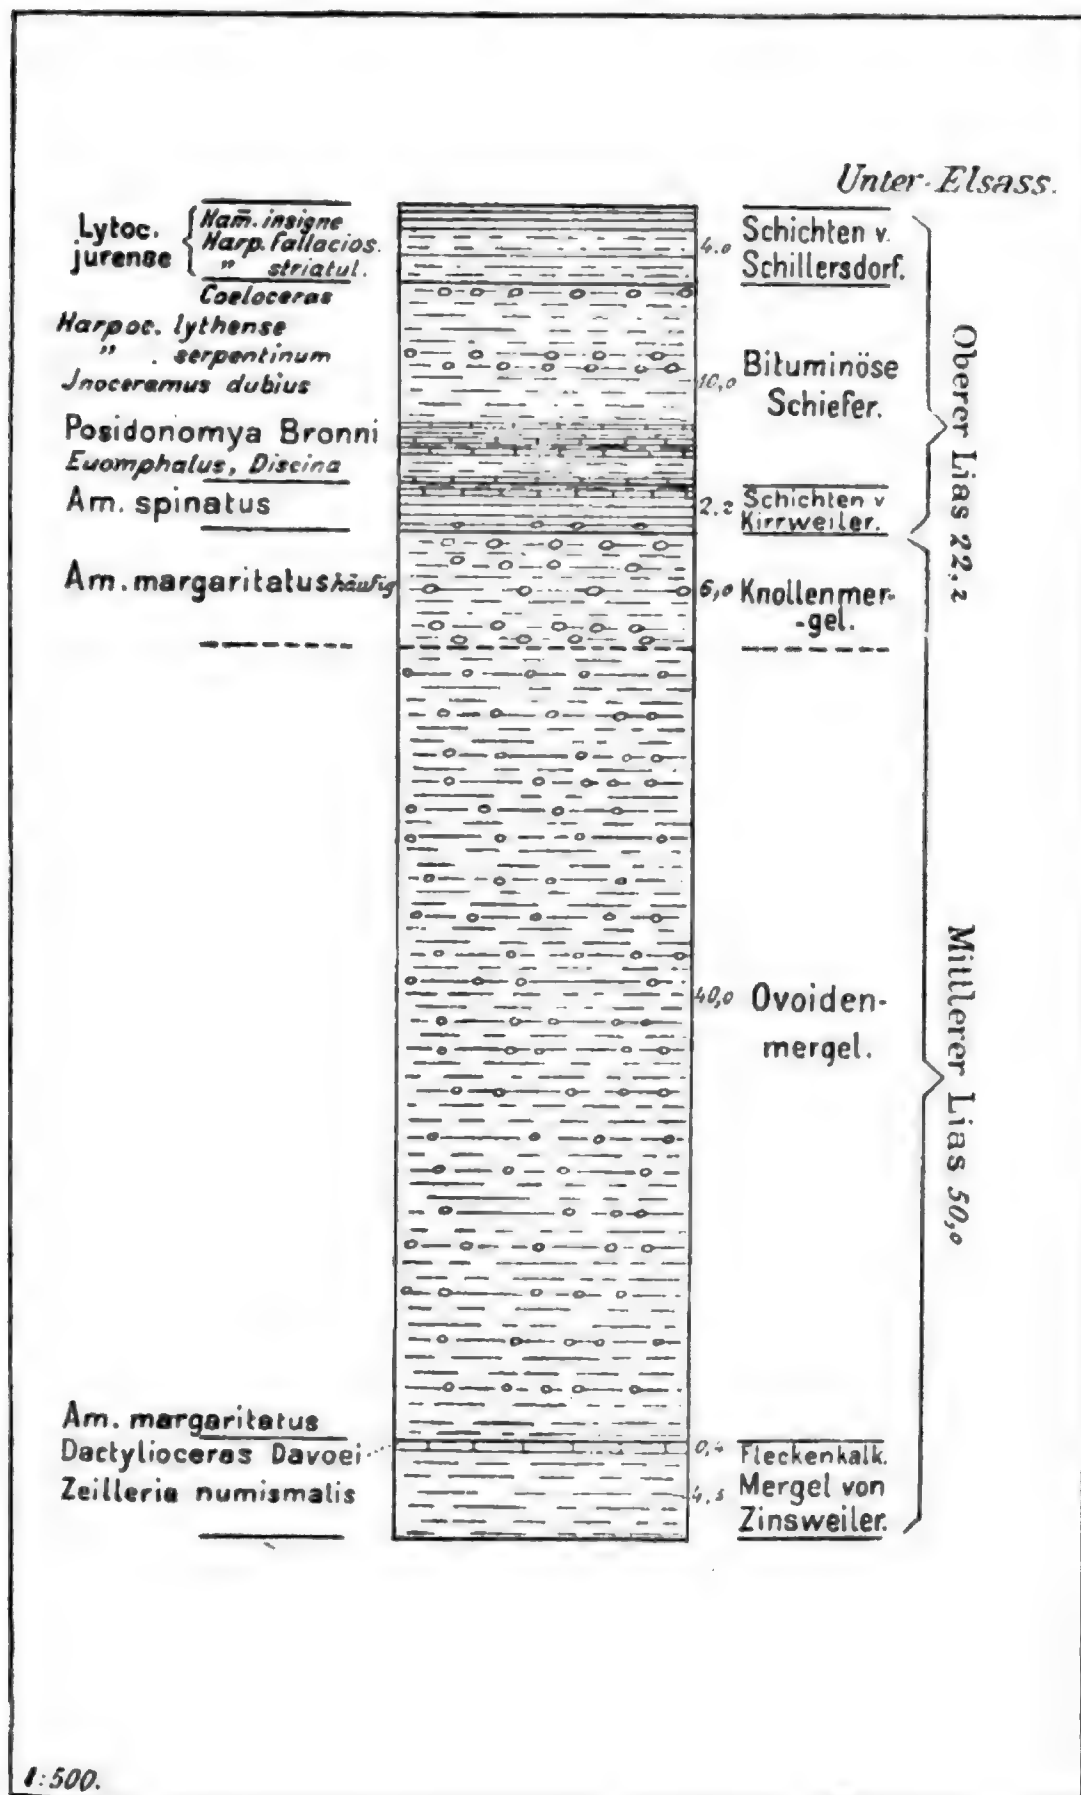 Unter-Elsass.
Lytoc.
jurense
Ham. insigne
Harp. fallacios.
" striatul.
4.0
Schichten v.
Schillersdorf.
Coeloceras
Harpoc. lythense
" . serpentinum
Jnoceramus dubius
10,0
Bituminöse
Schiefer.
Posidonomya Bronni
Euomphalus, Discina
Am. spinatus
2,2
Schichten v
Kirrweiler.
Oberer Lias 22,2
Am. margaritatus häufig
6,0
Knollenmer-
-gel.
40,0
Ovoiden-
mergel.
Mittlerer Lias 50,0
Am. margaritatus
Dactylioceras Davoei
0,4
Fleckenkalk.
Zeilleria numismalis
4,5
Mergel von
Zinsweiler.
1:500.